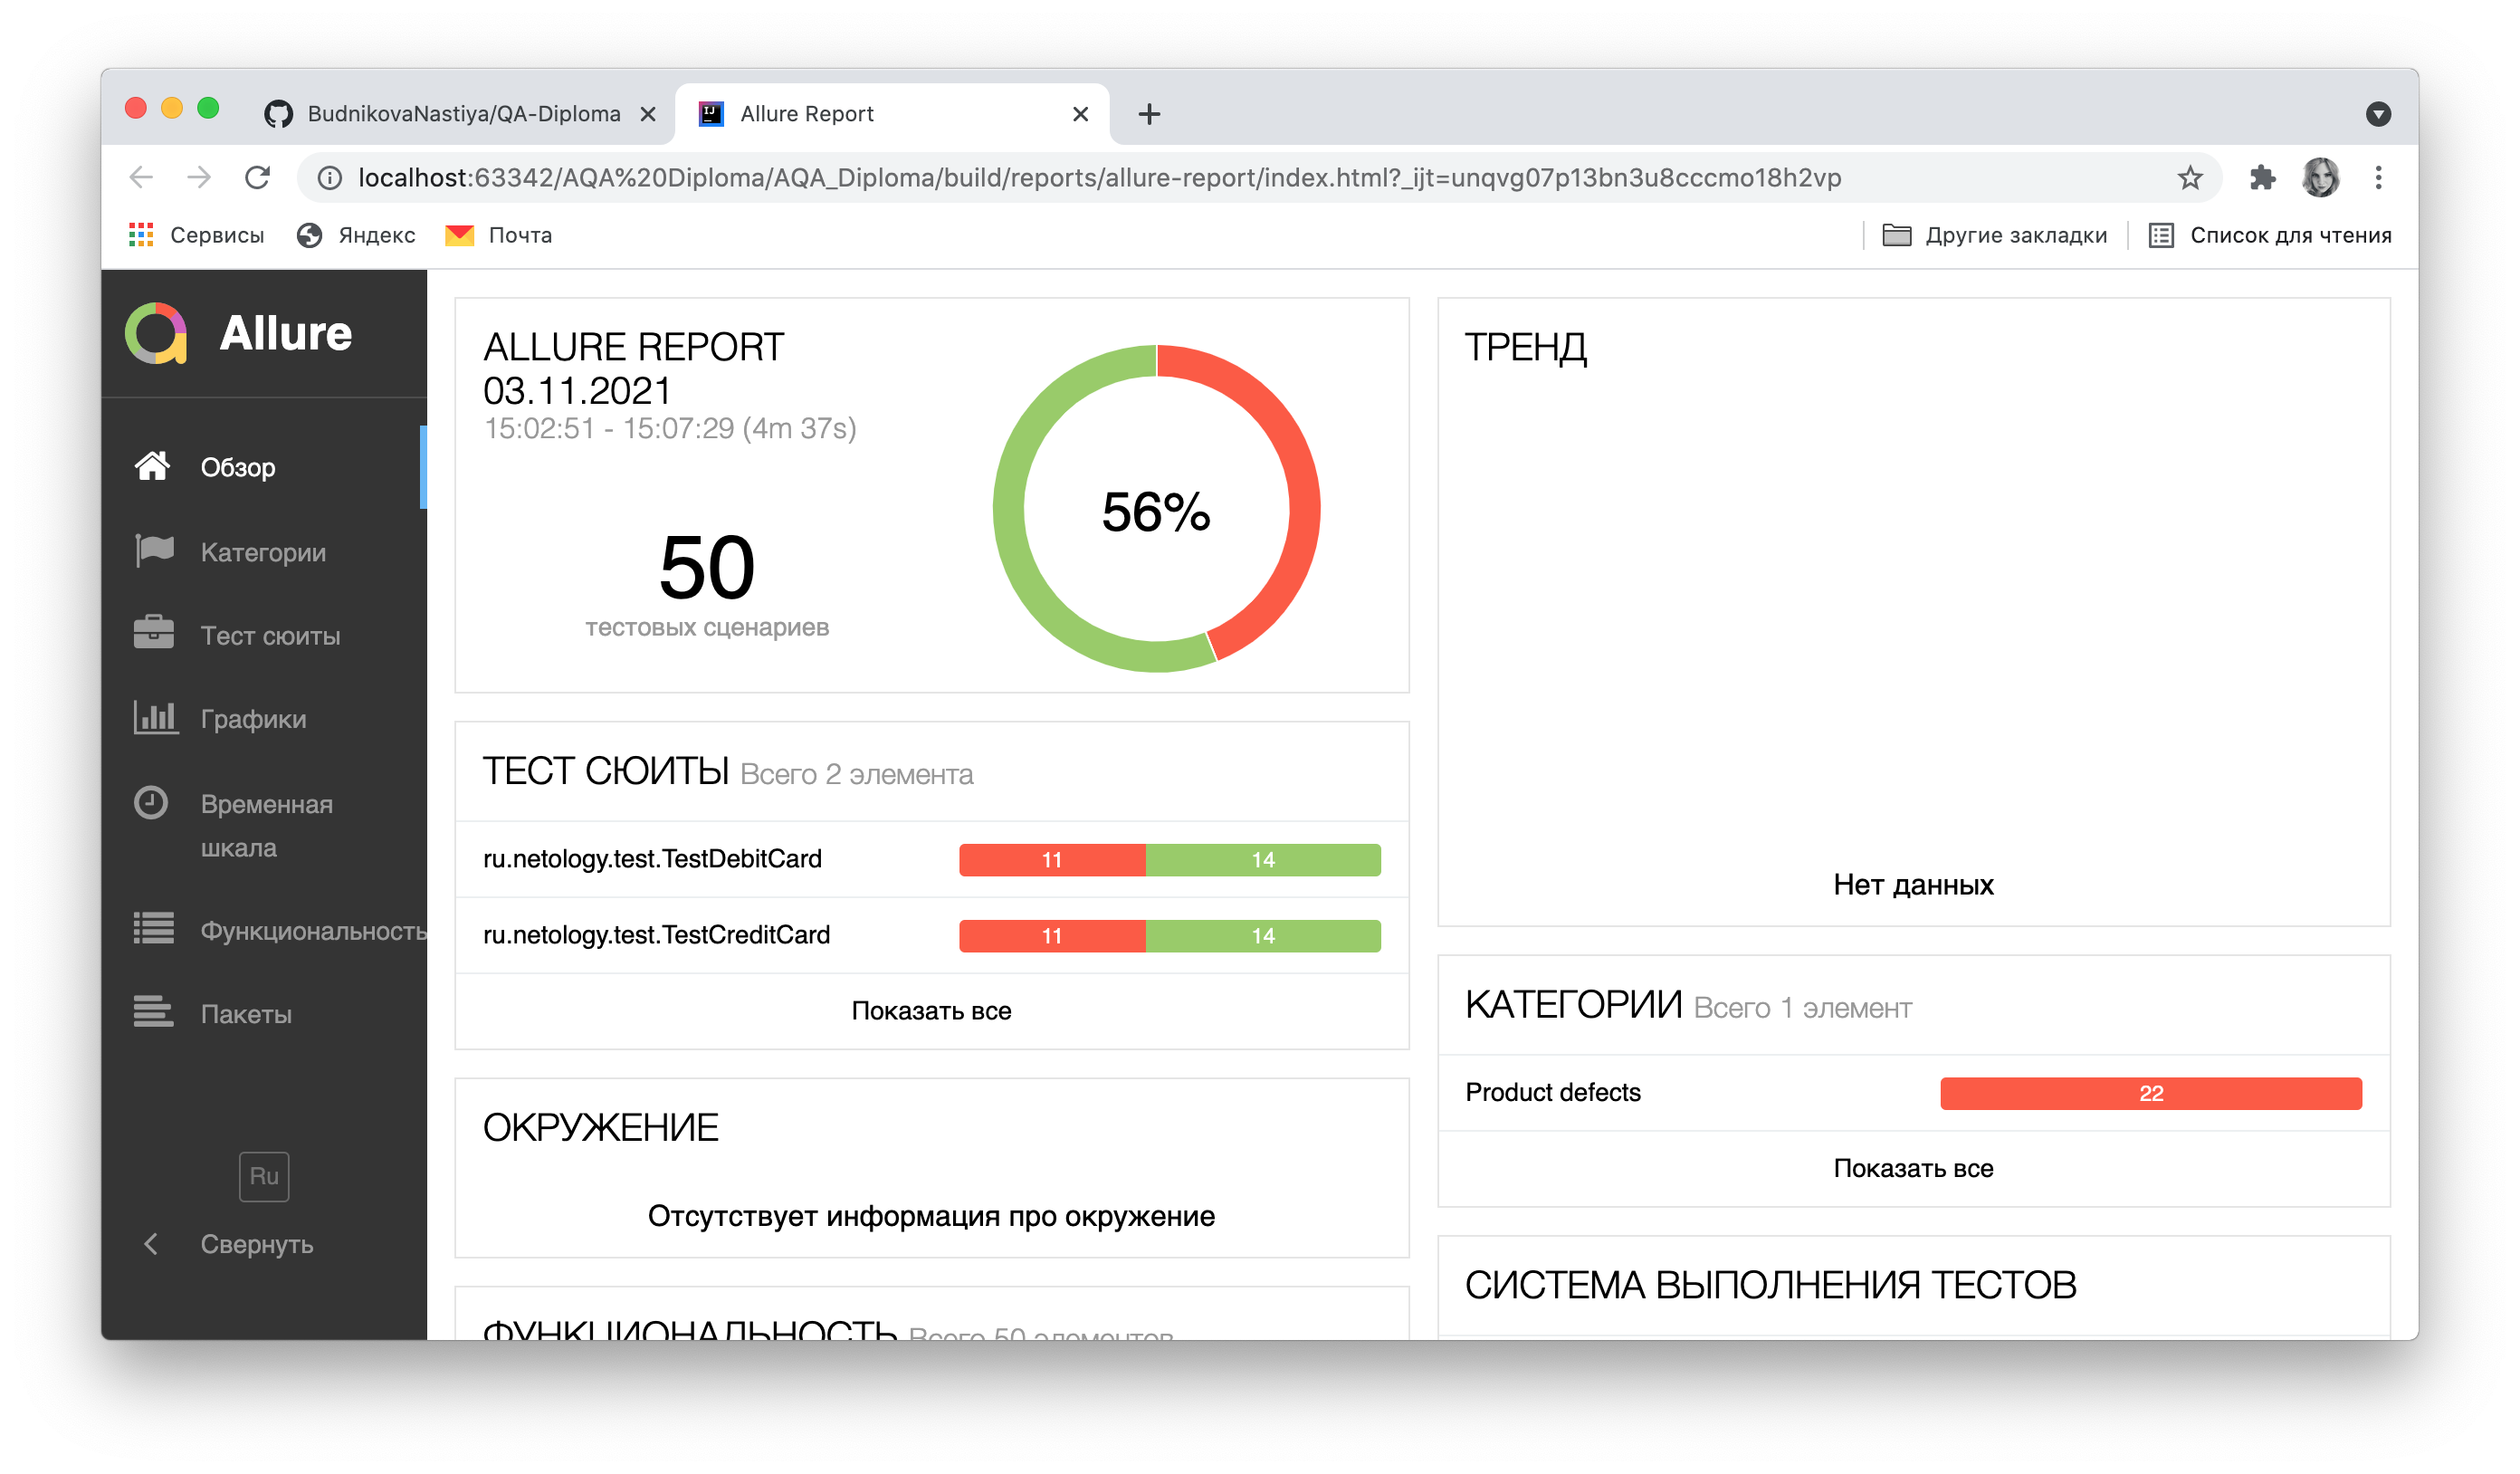 BudnikovaNastiya/QA-Diploma
Allure Report
localhost:63342/AQA%20Diploma/AQA_Diploma/build/reports/allure-report/index.html?_ijt=unqvg07p13bn3u8cccmo18h2vp
Сервисы
Яндекс
Почта
Другие закладки
Список для чтения
Allure
Обзор
Категории
Тест сюиты
Графики
Временная
шкала
Функциональность
Пакеты
Ru
Свернуть
ALLURE REPORT
03.11.2021
15:02:51 - 15:07:29 (4m 37s)
50
тестовых сценариев
56%
ТЕСТ СЮИТЫ Всего 2 элемента
ru.netology.test.TestDebitCard 11 14
ru.netology.test.TestCreditCard 11 14
Показать все
ОКРУЖЕНИЕ
Отсутствует информация про окружение
ФУНКЦИОНАЛЬНОСТЬ Всего 50 элементов
ТРЕНД
Нет данных
КАТЕГОРИИ Всего 1 элемент
Product defects 22
Показать все
СИСТЕМА ВЫПОЛНЕНИЯ ТЕСТОВ